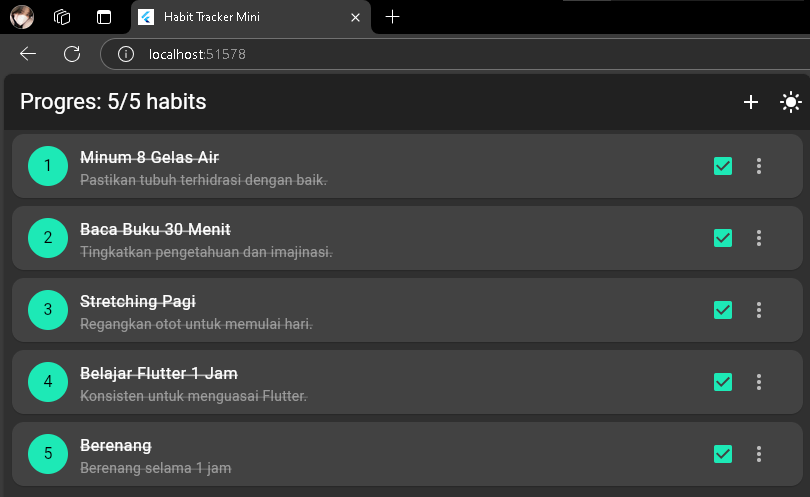 Habit Tracker Mini
localhost:51578
Progres: 5/5 habits
1
Minum 8 Gelas Air
Pastikan tubuh terhidrasi dengan baik.
2
Baca Buku 30 Menit
Tingkatkan pengetahuan dan imajinasi.
3
Stretching Pagi
Regangkan otot untuk memulai hari.
4
Belajar Flutter 1 Jam
Konsisten untuk menguasai Flutter.
5
Berenang
Berenang selama 1 jam